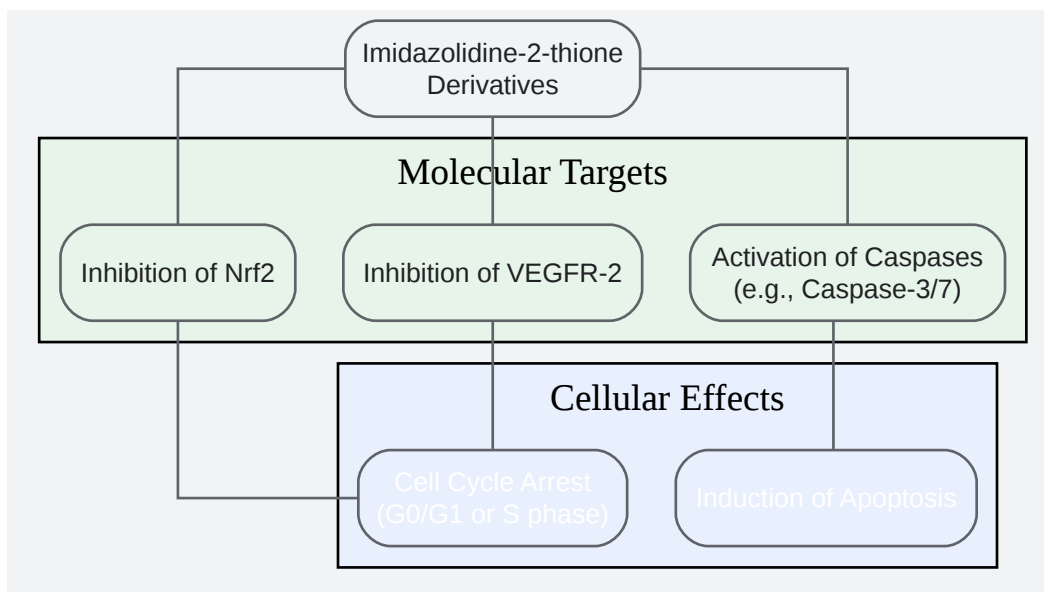 Imidazolidine-2-thione
Derivatives
Molecular Targets
Inhibition of Nrf2
Inhibition of VEGFR-2
Activation of Caspases
(e.g., Caspase-3/7)
Cellular Effects
Cell Cycle Arrest
(G0/G1 or S phase)
Induction of Apoptosis